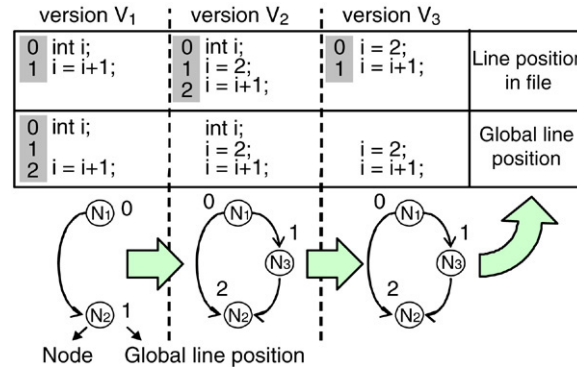 version V1 version V2 version V3
0 int i; 0 int i; 0 i = 2; Line position
1 i = i+1; 1 i = 2; 1 i = i+1; in file
2 i = i+1;
0 int i; int i; Global line
1 i = 2; i = 2; position
2 i = i+1; i = i+1; i = i+1;
N1 0 0 N1 0 N1
1 1
N3 N3
2 2
N2 1 N2 N2
Node Global line position